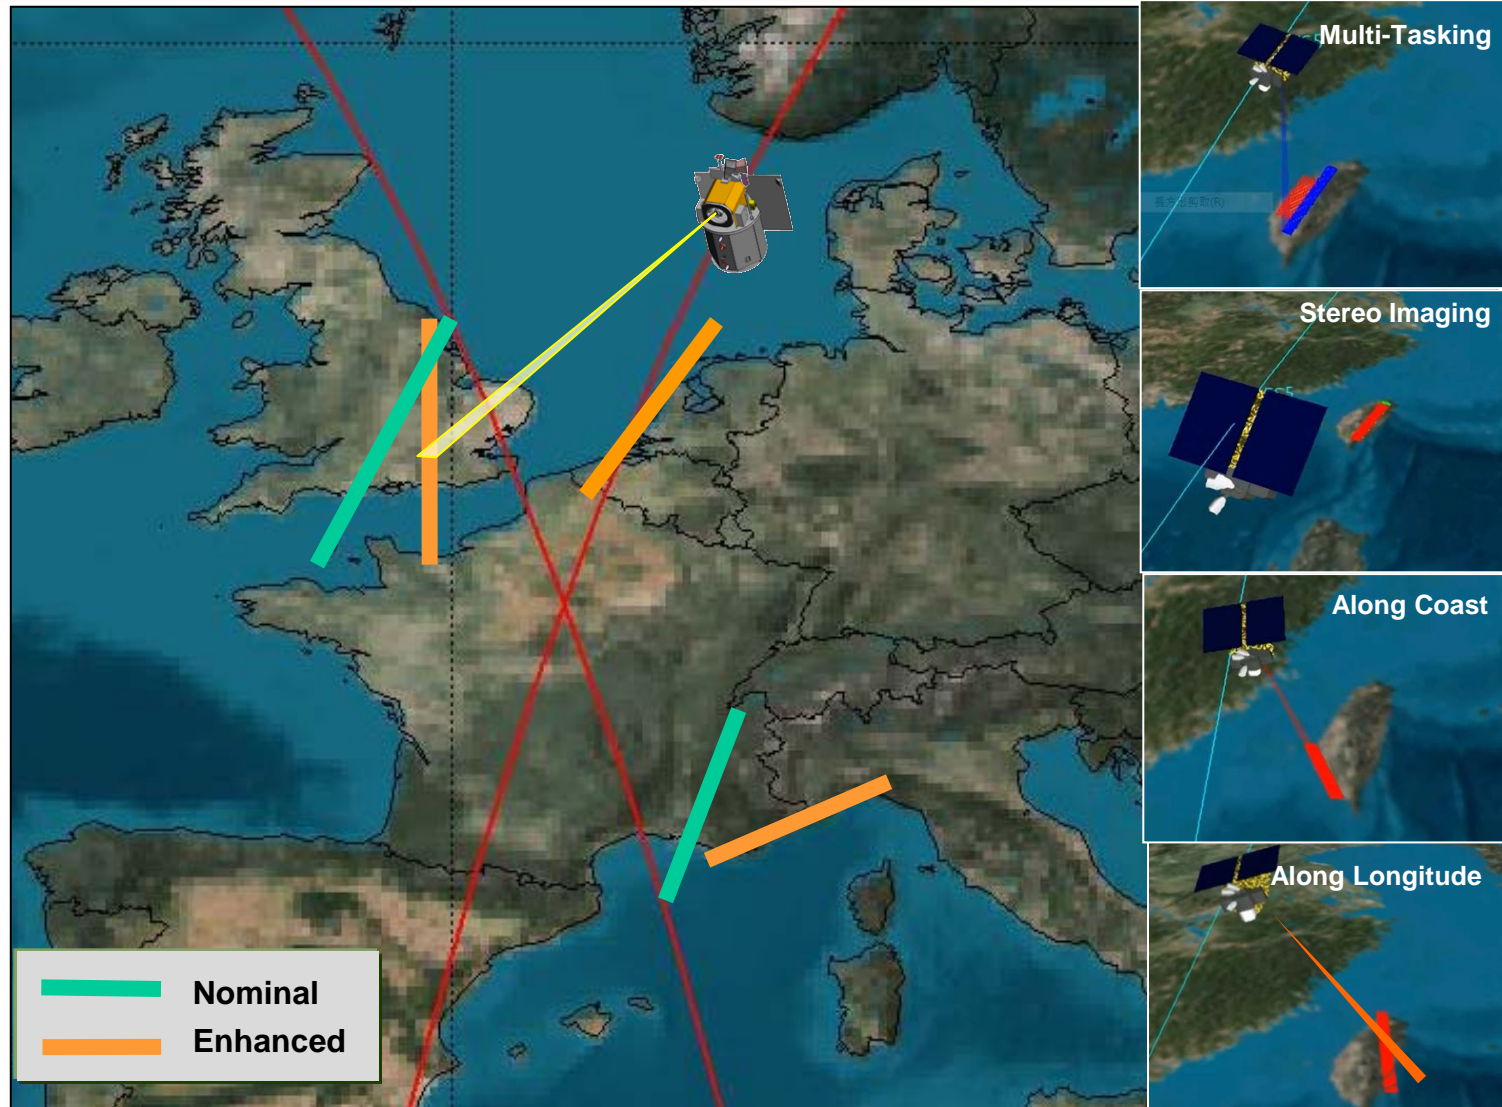 Multi-Tasking
Stereo Imaging
Along Coast
Along Longitude
Nominal
Enhanced